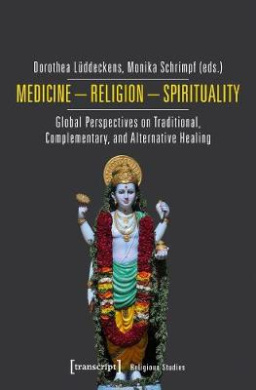 Dorothea Lüddeckens, Monika Schrimpf (eds.)
MEDICINE – RELIGION – SPIRITUALITY
Global Perspectives on Traditional,
Complementary, and Alternative Healing
[transcript] Religious Studies